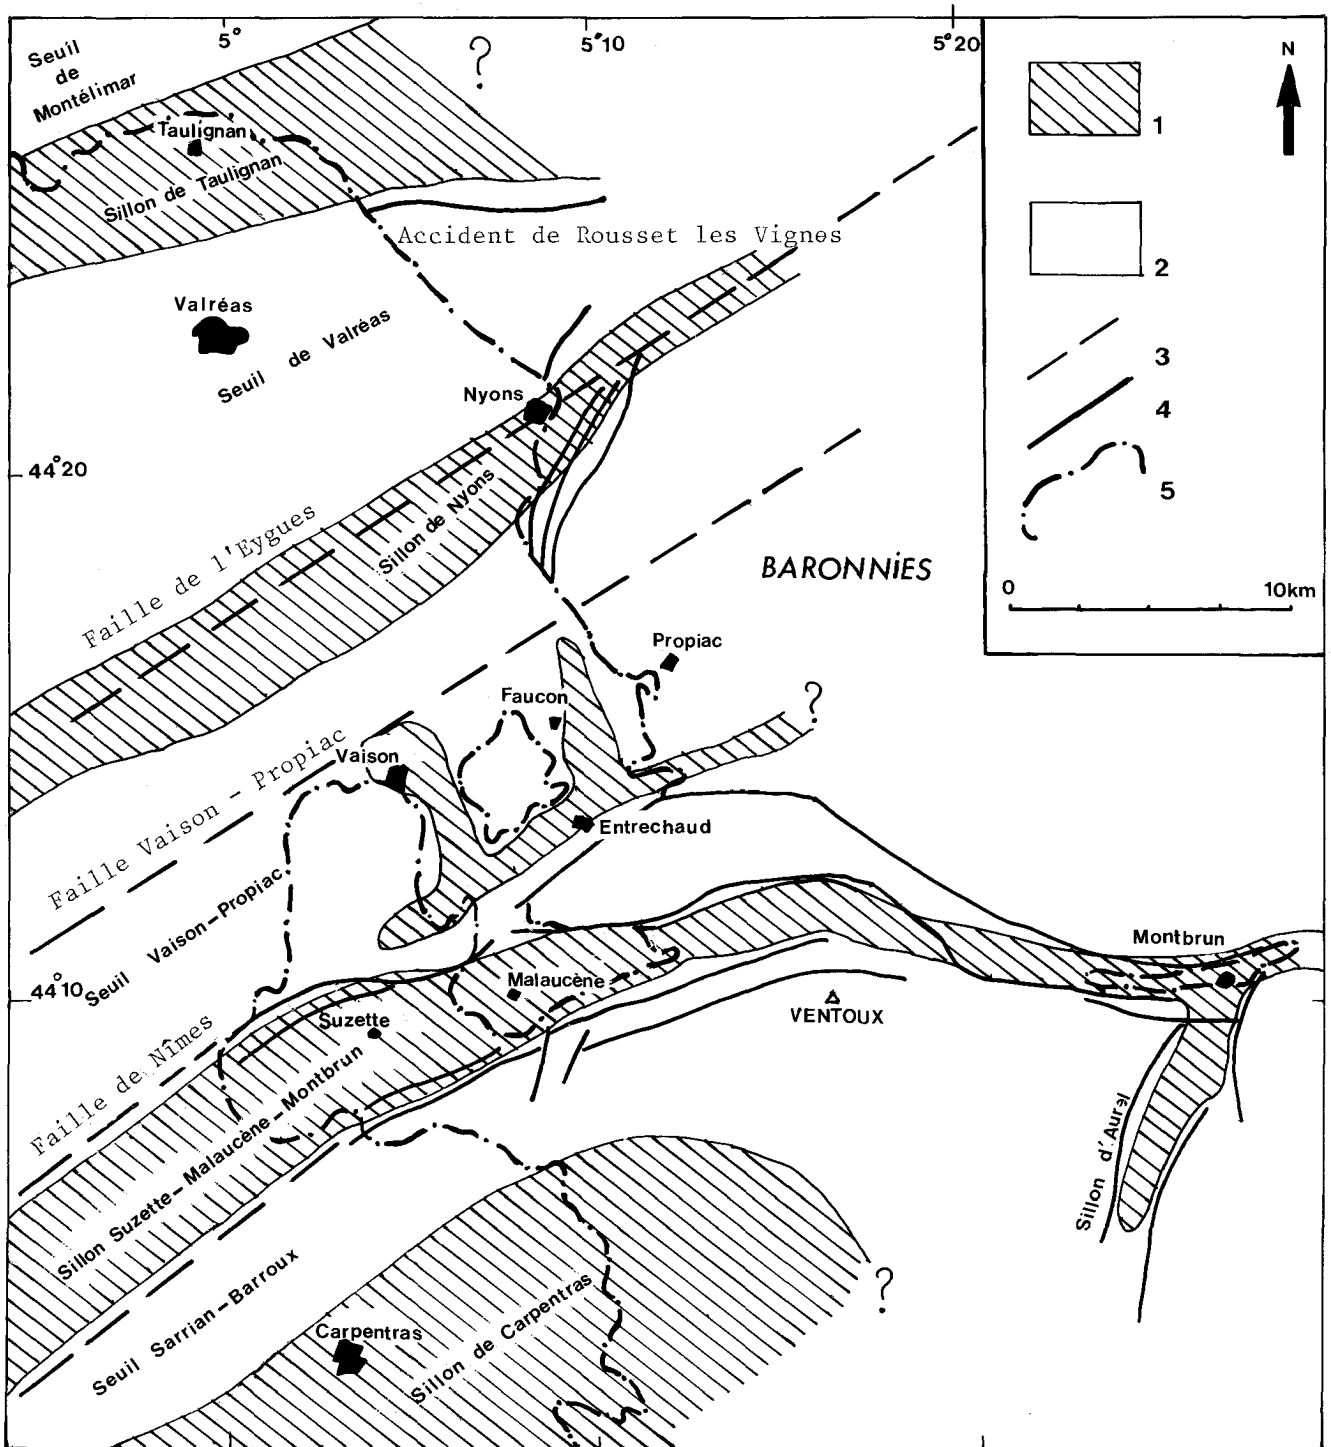 5°
5°10
5°20
Seuil
de
Montélimar
?
N
Taulignan
1
Sillon de Taulignan
Accident de Rousset les Vignes
2
Valréas
Seuil de Valréas
3
Nyons
4
44°20
5
Sillon de Nyons
Faille de l'Eygues
BARONNiES
0 10km
Propiac
Faucon
?
Vaison
Faille Vaison - Propiac
Entrechaud
Seuil Vaison-Propiac
Montbrun
44°10
Malaucène
Suzette
VENTOUX
Faille de Nîmes
Sillon Suzette-Malaucène-Montbrun
Sillon d'Aurel
?
Seuil Sarrian-Barroux
Carpentras
Sillon de Carpentras